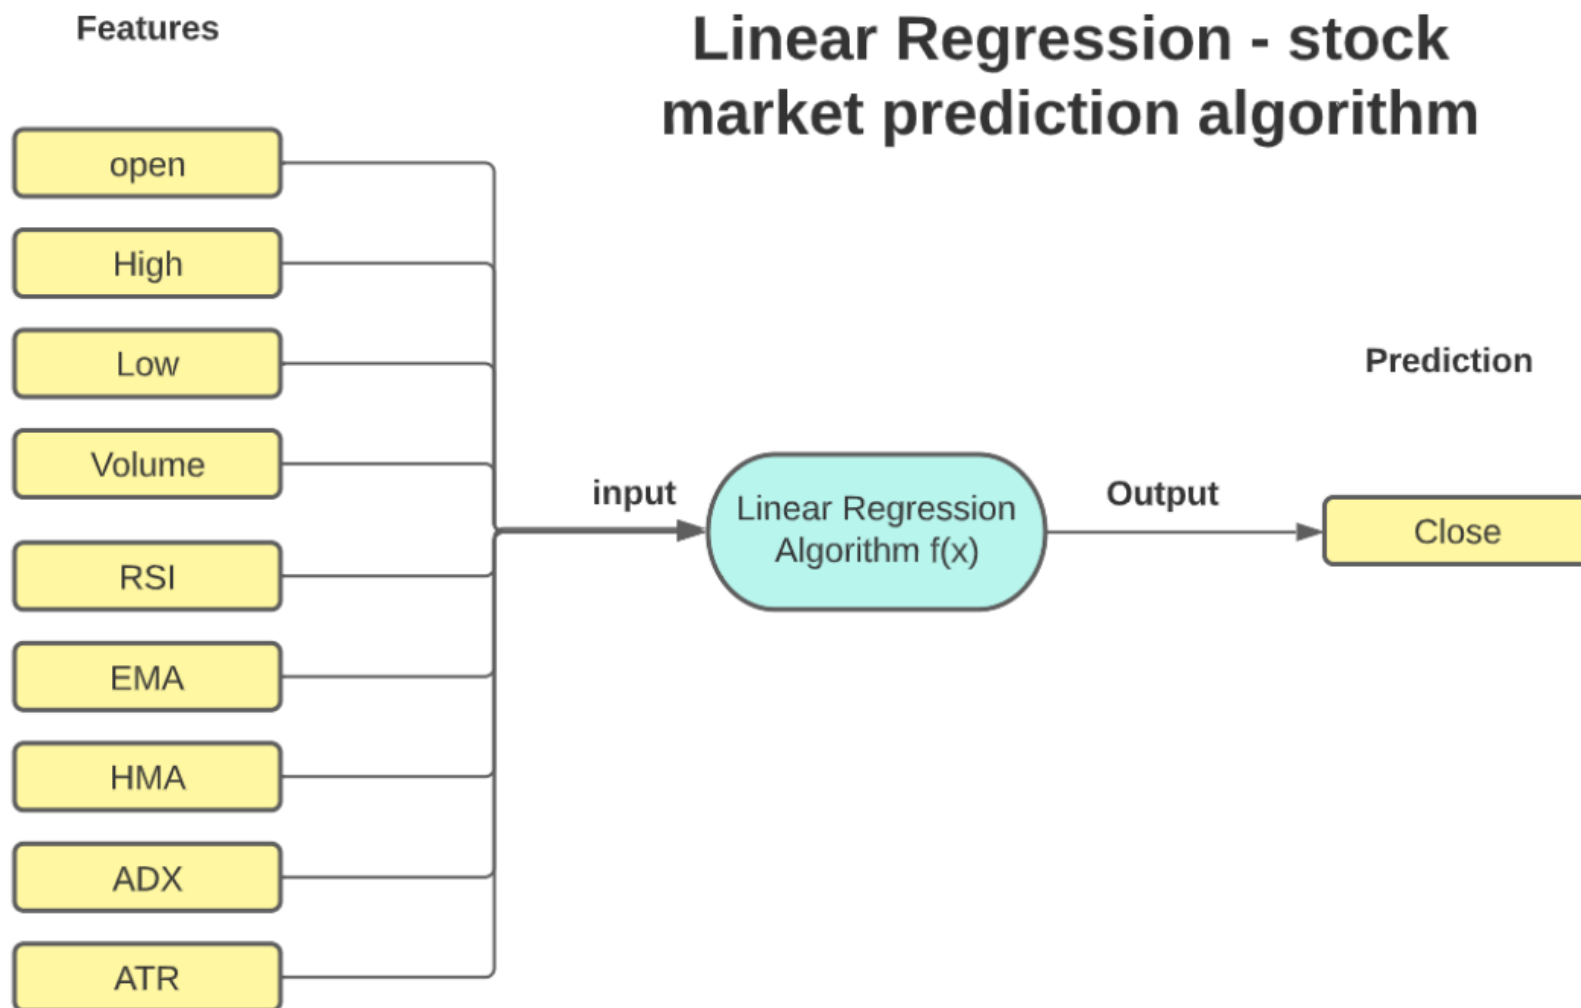 Features
Linear Regression - stock
market prediction algorithm
open
High
Low
Volume
RSI
EMA
HMA
ADX
ATR
input
Linear Regression
Algorithm f(x)
Output
Prediction
Close